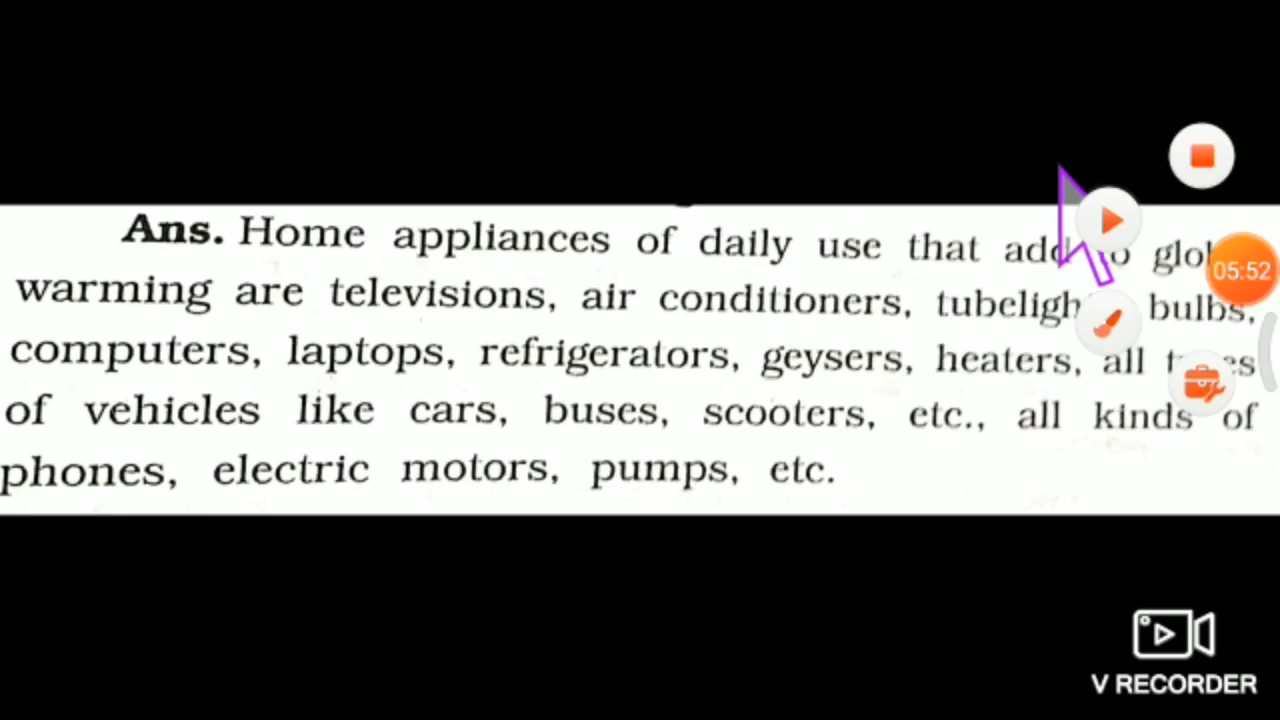 Ans. Home appliances of daily use that add
warming are televisions, air conditioners, bulbs,
computers, laptops, refrigerators, geysers, heaters, all
of vehicles like cars, buses, scooters, etc., all kinds of
phones, electric motors, pumps, etc.
05:52
V RECORDER